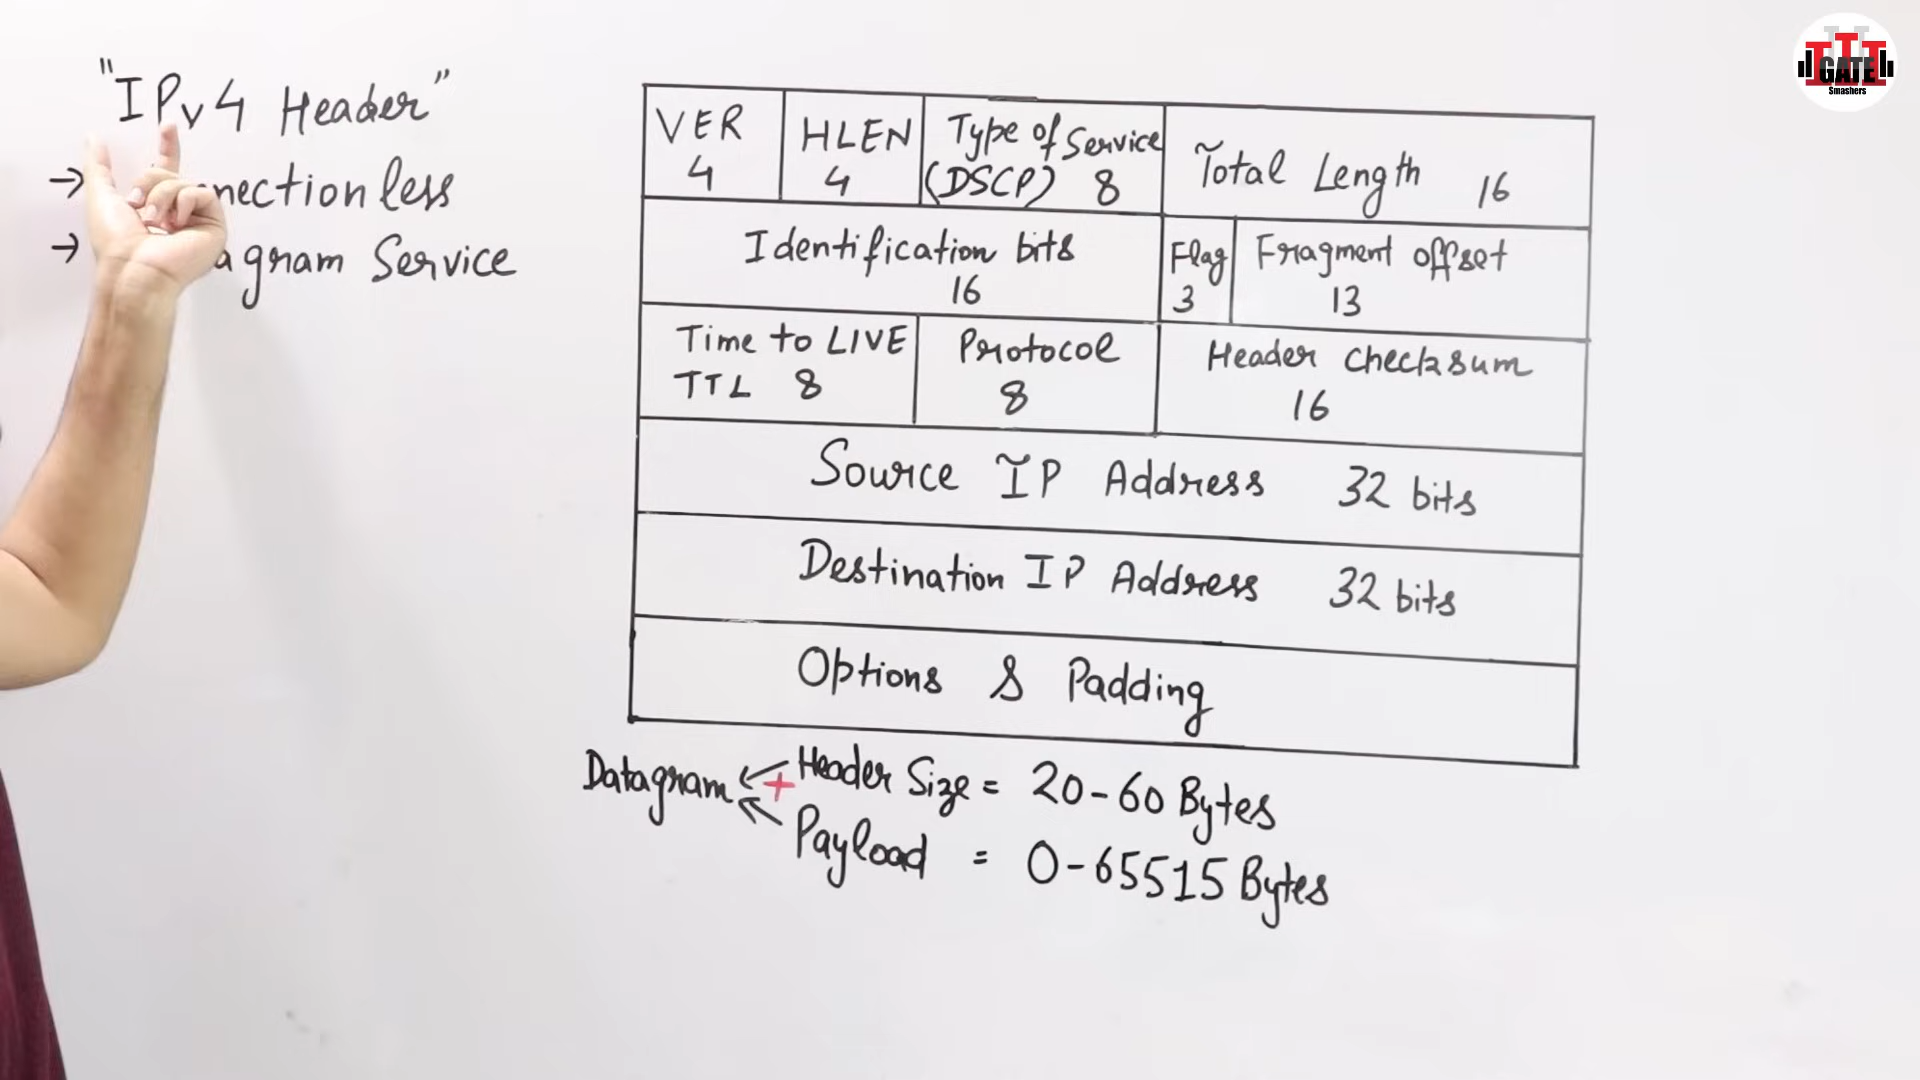 "IPv4 Header"
→ nectionless
→ agram Service
VER 4
HLEN 4
Type of Service (DSCP) 8
Total Length 16
Identification bits 16
Flag 3
Fragment offset 13
Time to LIVE TTL 8
Protocol 8
Header checksum 16
Source IP Address 32 bits
Destination IP Address 32 bits
Options & Padding
Datagram ← + Header Size = 20-60 Bytes
Payload = 0-65515 Bytes
GATE
Smashers